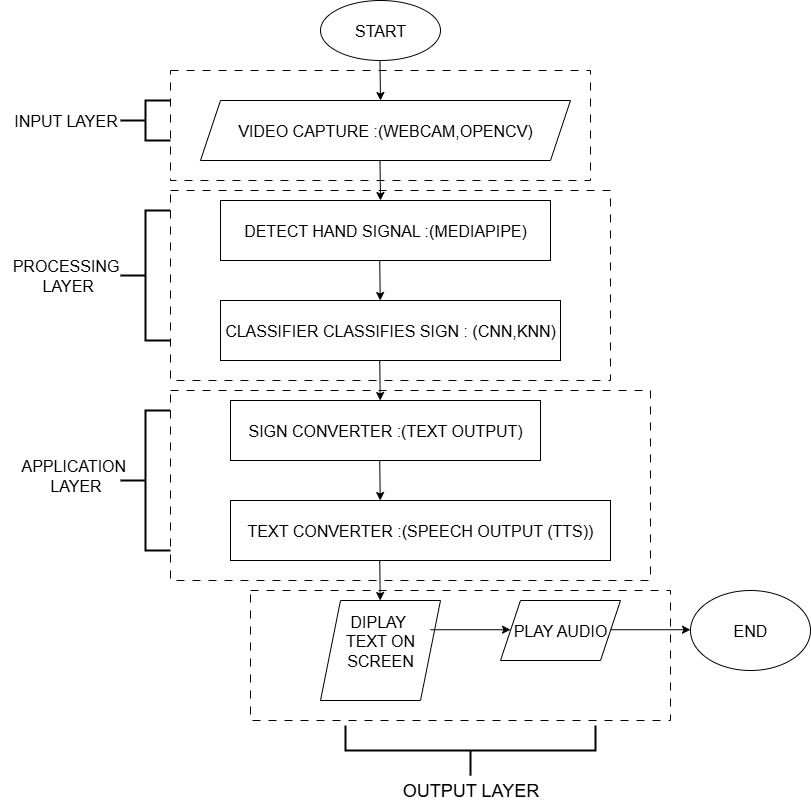 START
INPUT LAYER
VIDEO CAPTURE :(WEBCAM,OPENCV)
DETECT HAND SIGNAL :(MEDIAPIPE)
PROCESSING
LAYER
CLASSIFIER CLASSIFIES SIGN : (CNN,KNN)
SIGN CONVERTER :(TEXT OUTPUT)
APPLICATION
LAYER
TEXT CONVERTER :(SPEECH OUTPUT (TTS))
DIPLAY
TEXT ON
SCREEN
PLAY AUDIO
END
OUTPUT LAYER